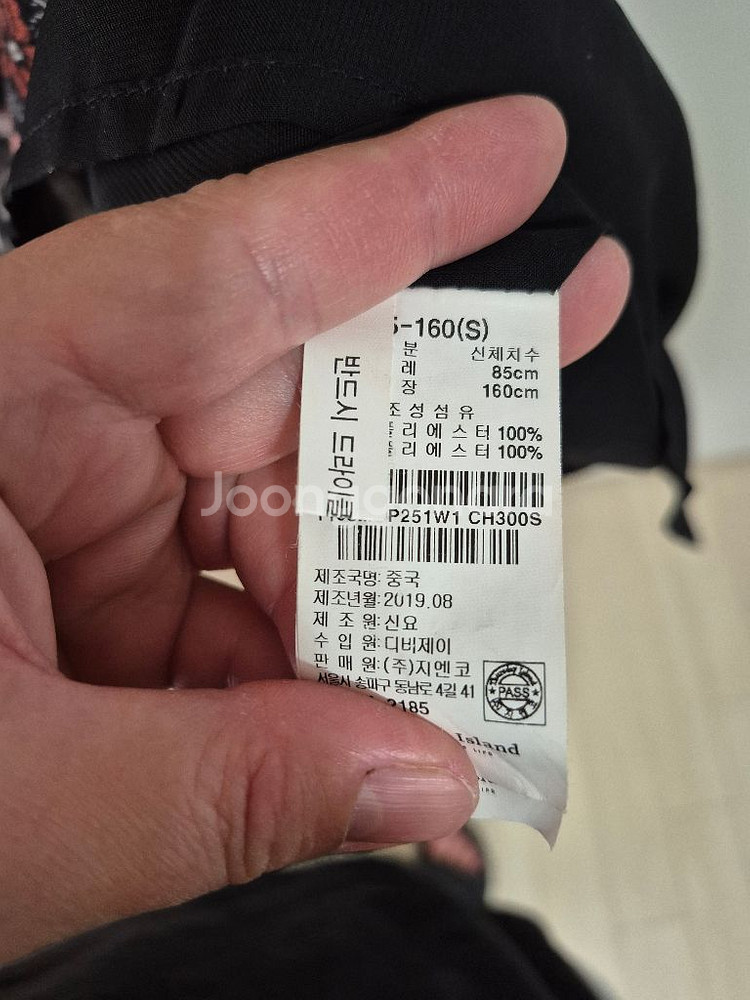 5-160(S)
분 신체치수
레 85cm
장 160cm
조성섬유
리에스터 100%
리에스터 100%
반드시 드라이클
P251W1 CH300S
제조국명: 중국
제조년월: 2019.08
제 조 원: 신요
수 입 원: 디비제이
판 매 원: (주)지엔코
서울시 송파구 동남로 4길 41
2185
PASS
Island